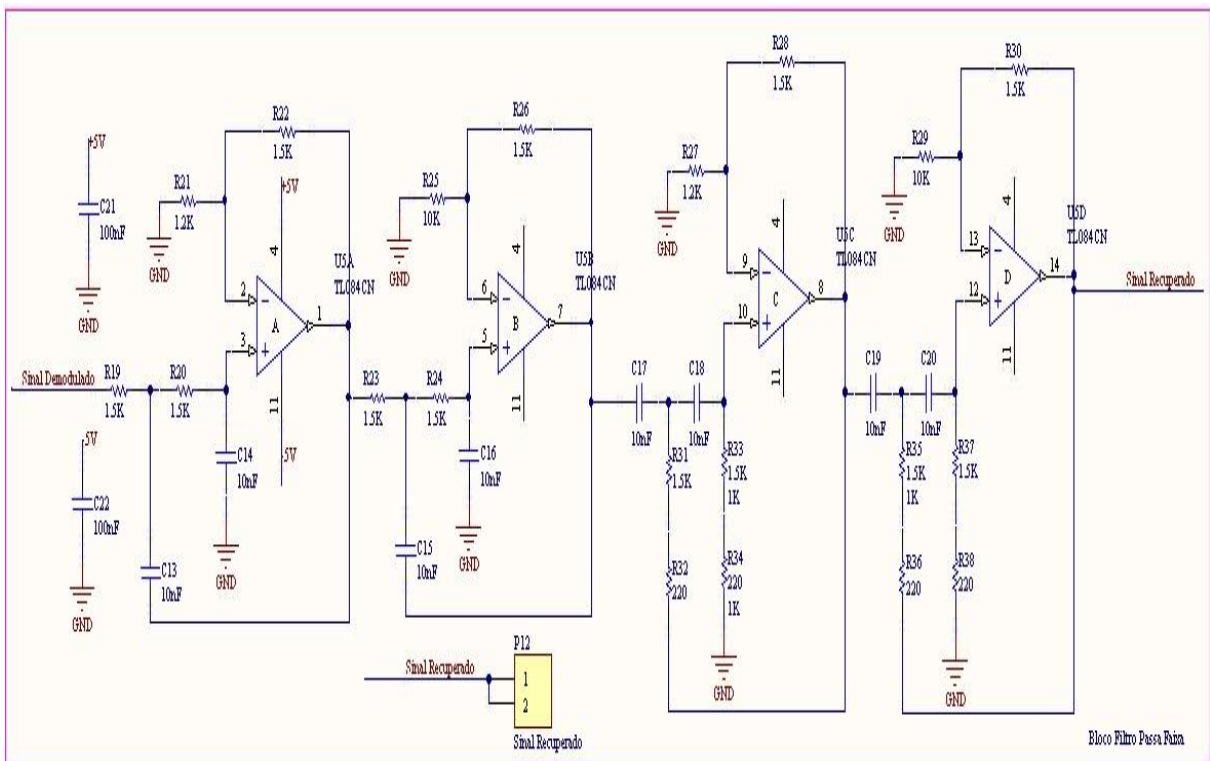 R28
1.5K
R30
1.5K
R22
1.5K
R26
1.5K
+5V
+5V
R21
1.2K
R25
10K
R27
1.2K
R29
10K
C21
100nF
GND
GND
GND
GND
GND
4
4
4
4
U5A
TL084CN
U5B
TL084CN
U5C
TL084CN
U5D
TL084CN
2
1
3
A
6
7
5
B
9
8
10
C
13
14
12
D
11
11
11
11
Sinal Recuperado
Sinal Demodulado
R19
1.5K
R20
1.5K
R23
1.5K
R24
1.5K
C17
10nF
C18
10nF
C19
10nF
C20
10nF
5V
-5V
C22
100nF
GND
C14
10nF
GND
C16
10nF
GND
C13
10nF
C15
10nF
R31
1.5K
R33
1.5K
1K
R35
1.5K
1K
R37
1.5K
R32
220
R34
220
1K
R36
220
R38
220
GND
GND
P12
Sinal Recuperado
1
2
Sinal Recuperado
Bloco Filtro Passa Faixa